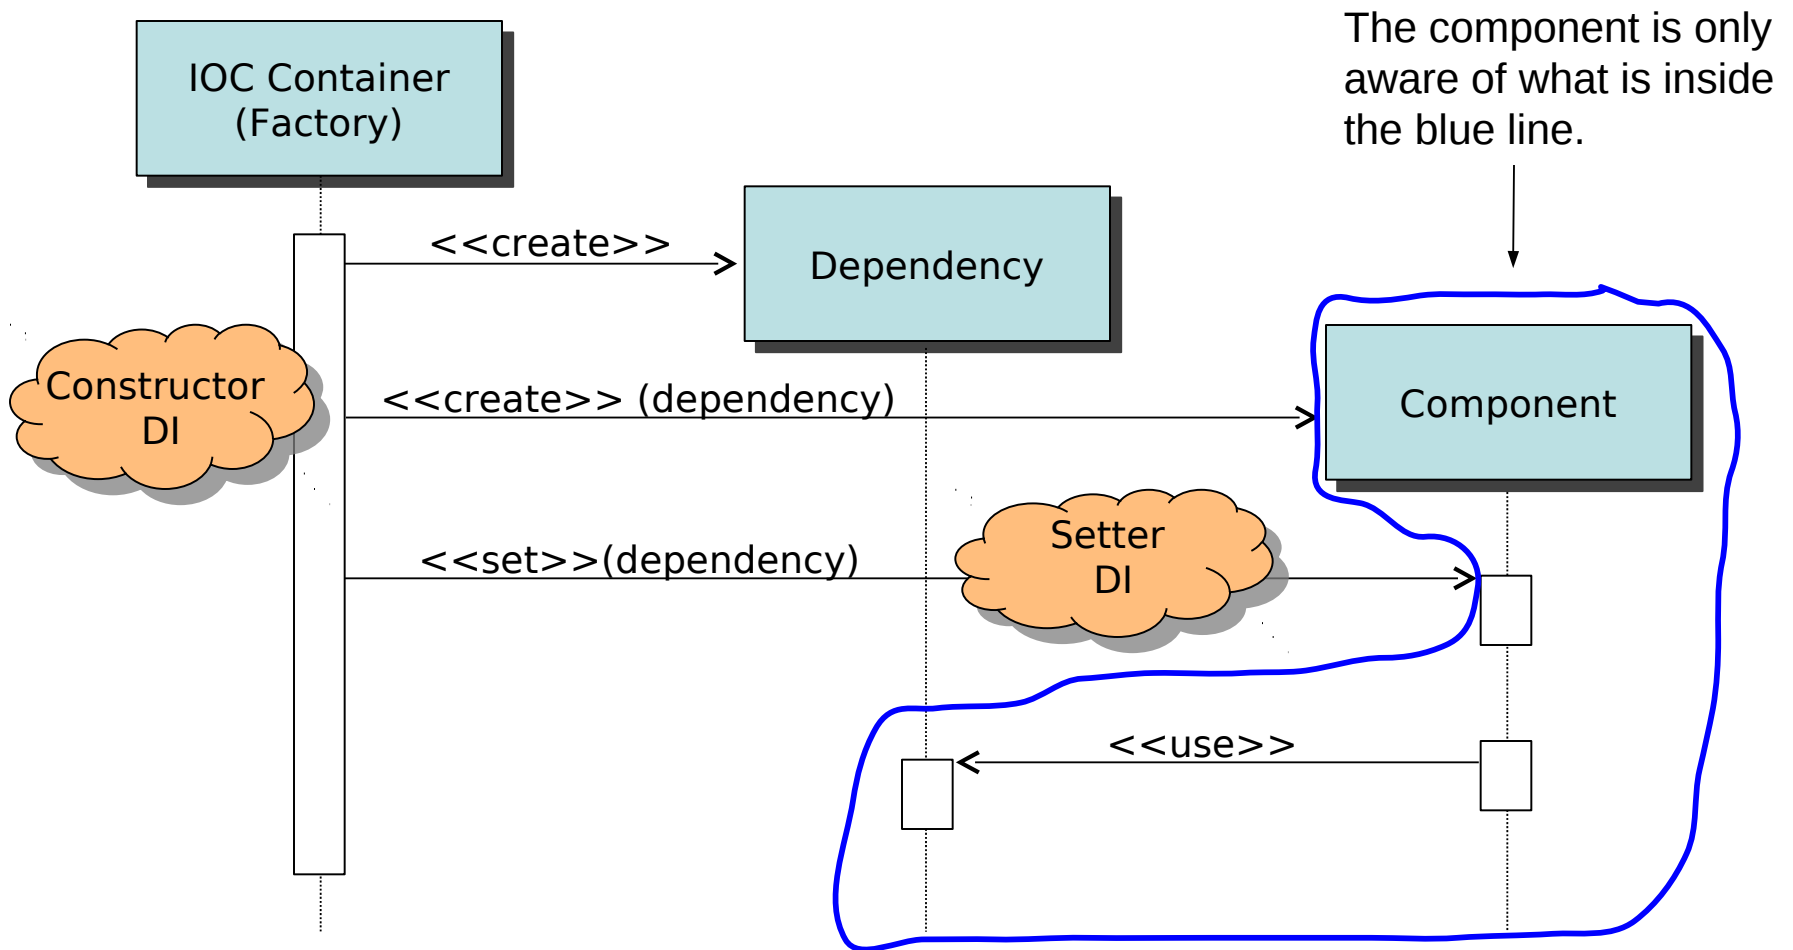 The component is only
aware of what is inside
the blue line.
IOC Container
(Factory)
<<create>>
Dependency
Constructor
DI
<<create>> (dependency)
Component
Setter
DI
<<set>>(dependency)
<<use>>